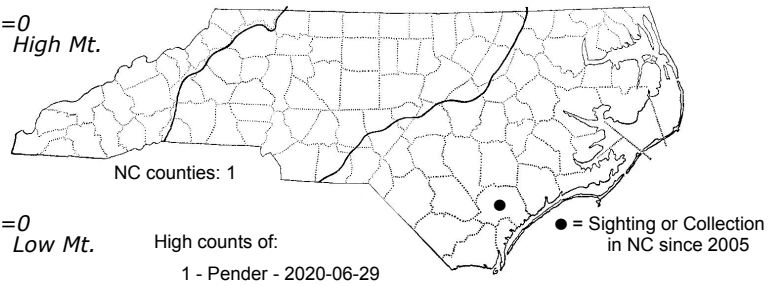 =0
High Mt.
NC counties: 1
=0
Low Mt.
High counts of:
1 - Pender - 2020-06-29
● = Sighting or Collection
in NC since 2005